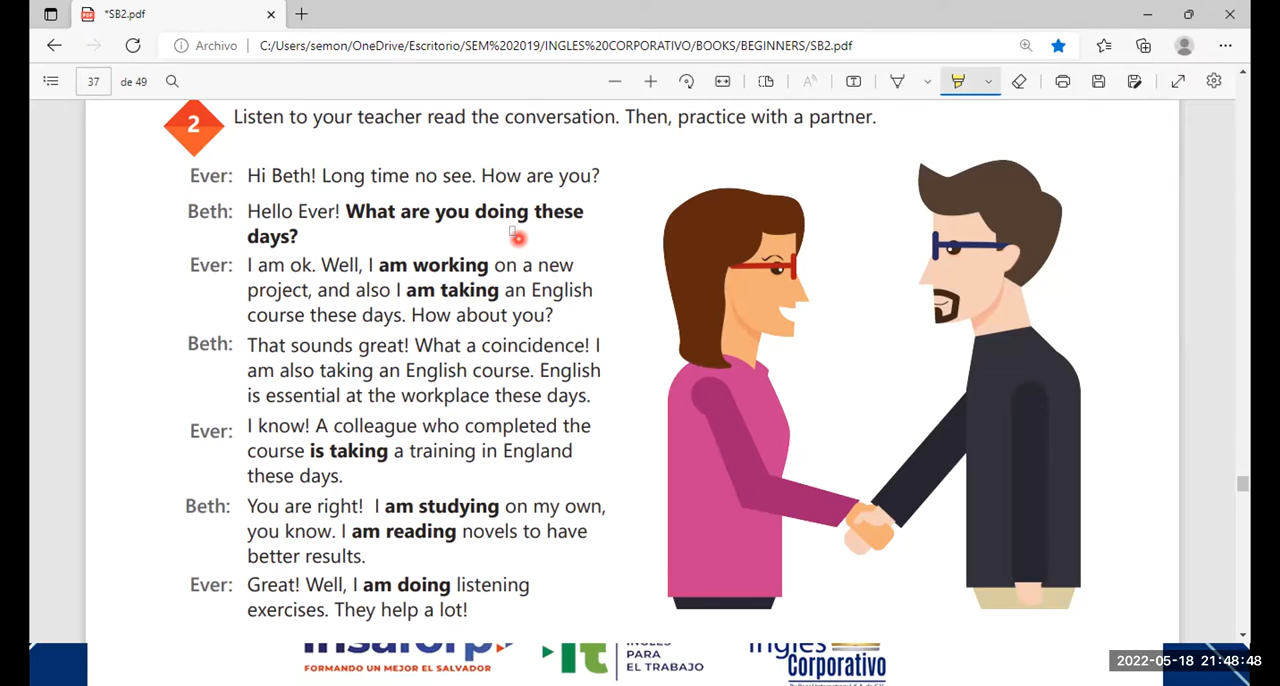 *SB2.pdf
Archivo
C:/Users/semon/OneDrive/Escritorio/SEM%202019/INGLES%20CORPORATIVO/BOOKS/BEGINNERS/SB2.pdf
37 de 49
2 Listen to your teacher read the conversation. Then, practice with a partner.
Ever: Hi Beth! Long time no see. How are you?
Beth: Hello Ever! What are you doing these
days?
Ever: I am ok. Well, I am working on a new
project, and also I am taking an English
course these days. How about you?
Beth: That sounds great! What a coincidence! I
am also taking an English course. English
is essential at the workplace these days.
Ever: I know! A colleague who completed the
course is taking a training in England
these days.
Beth: You are right! I am studying on my own,
you know. I am reading novels to have
better results.
Ever: Great! Well, I am doing listening
exercises. They help a lot!
insaforp
FORMANDO UN MEJOR EL SALVADOR
it
INGLÉS
PARA
EL TRABAJO
Inglés
Corporativo
2022-05-18 21:48:48